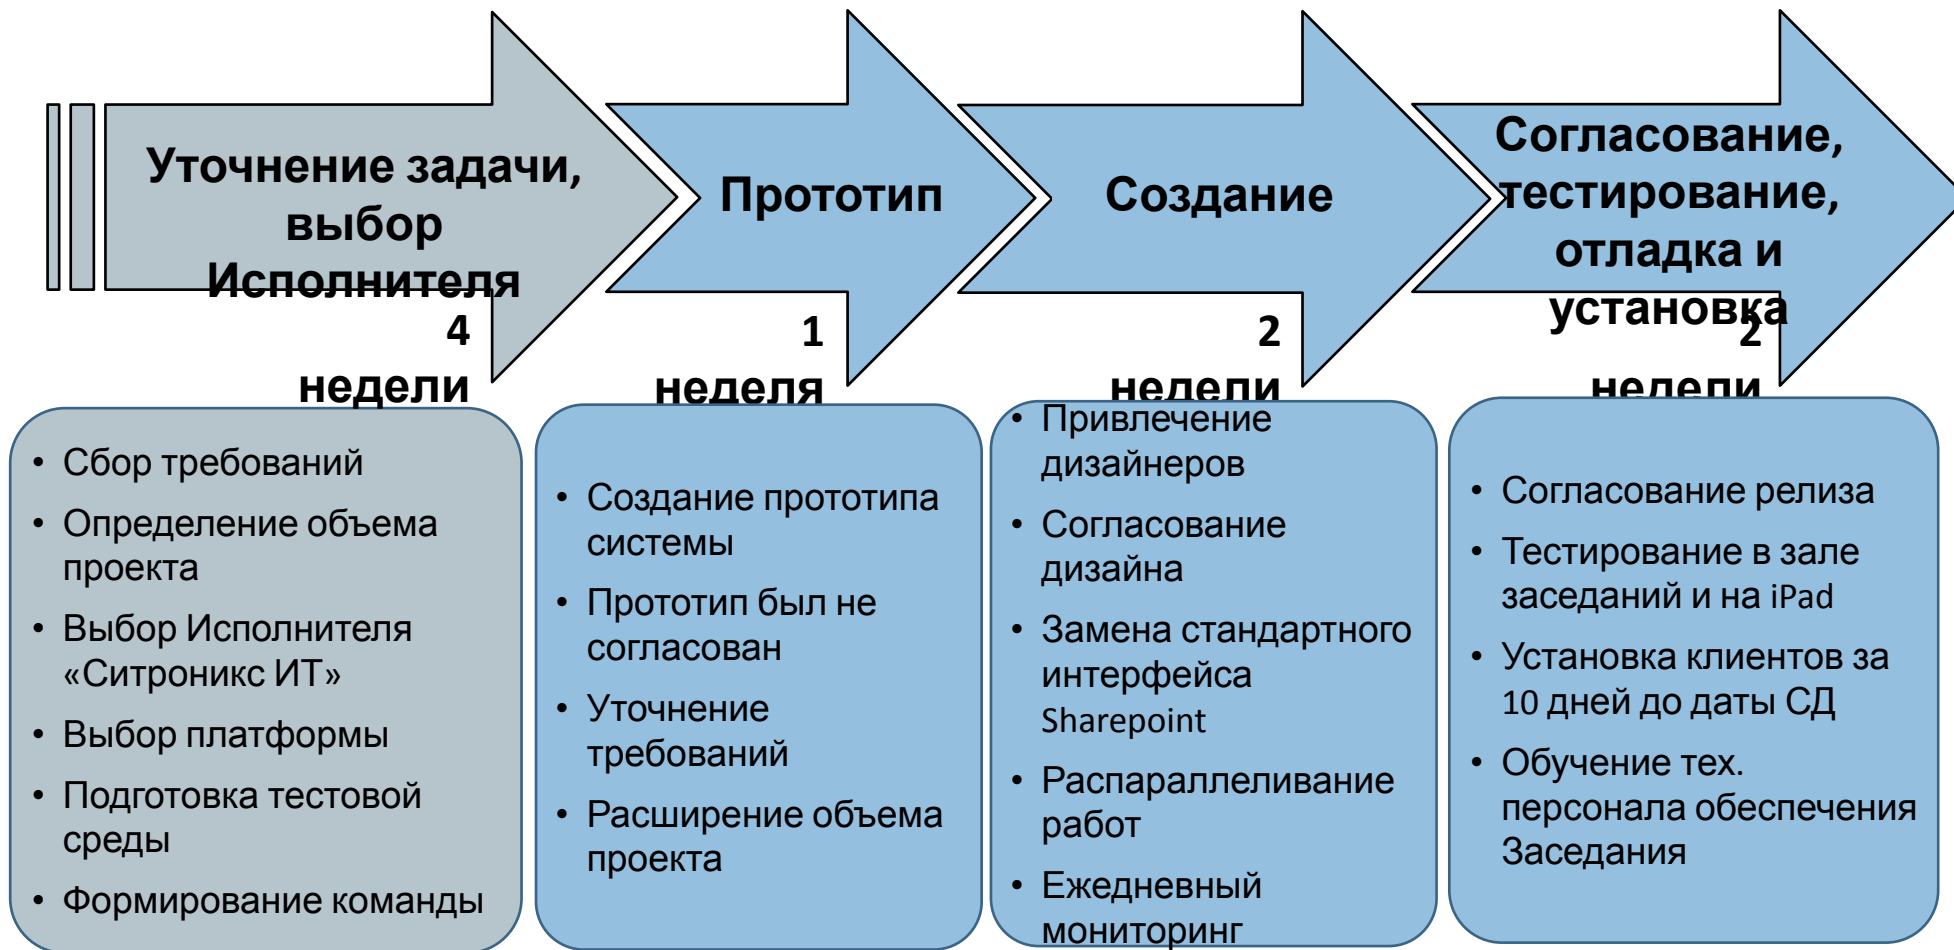 Уточнение задачи,
выбор
Исполнителя
4
недели
Прототип
1
неделя
Создание
2
недели
Согласование,
тестирование,
отладка и
установка
2
недели
• Сбор требований
• Определение объема
проекта
• Выбор Исполнителя
«Ситроникс ИТ»
• Выбор платформы
• Подготовка тестовой
среды
• Формирование команды
• Создание прототипа
системы
• Прототип был не
согласован
• Уточнение
требований
• Расширение объема
проекта
• Привлечение
дизайнеров
• Согласование
дизайна
• Замена стандартного
интерфейса
Sharepoint
• Распараллеливание
работ
• Ежедневный
мониторинг
• Согласование релиза
• Тестирование в зале
заседаний и на iPad
• Установка клиентов за
10 дней до даты СД
• Обучение тех.
персонала обеспечения
Заседания